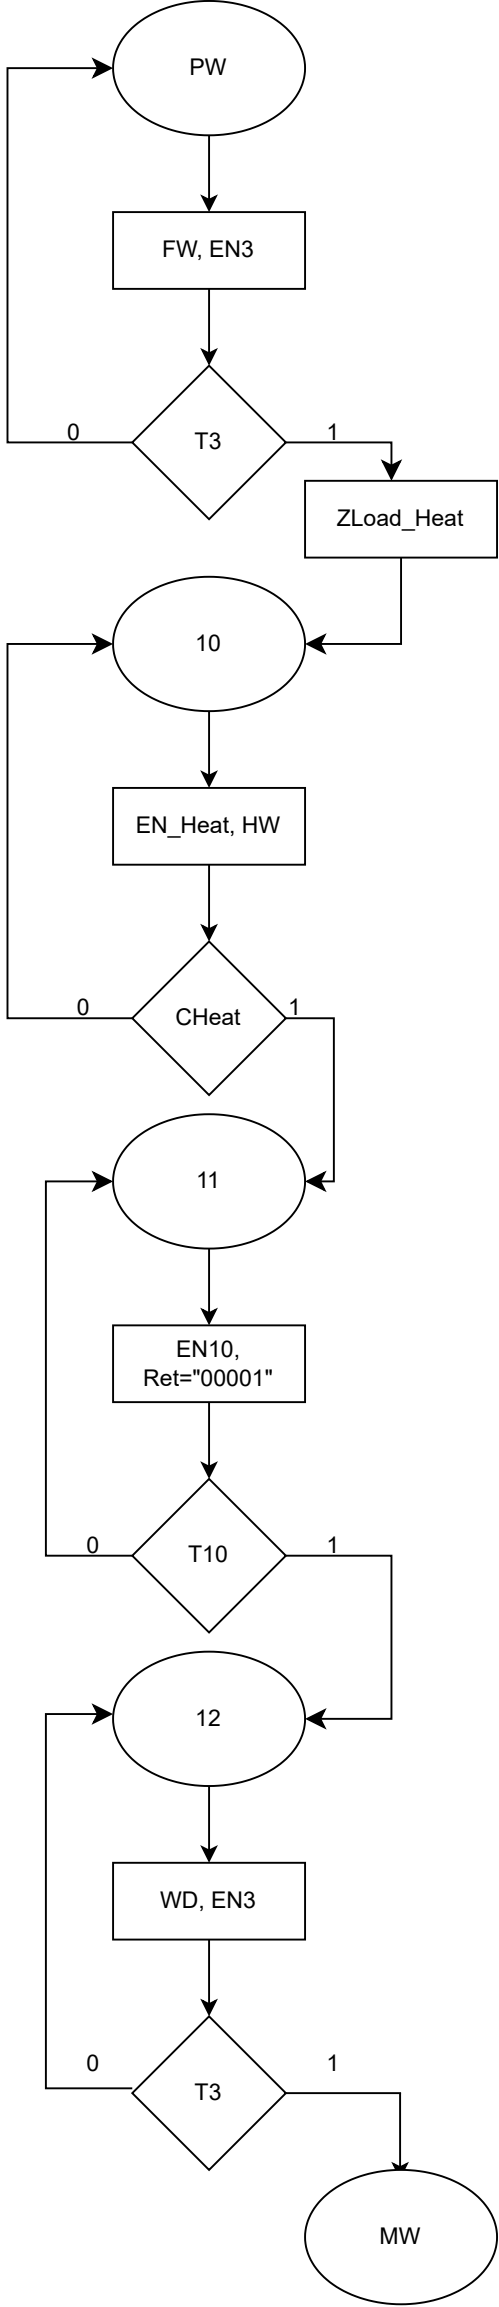 PW
FW, EN3
0
T3
1
ZLoad_Heat
10
EN_Heat, HW
0
CHeat
1
11
EN10,
Ret="00001"
0
T10
1
12
WD, EN3
0
T3
1
MW